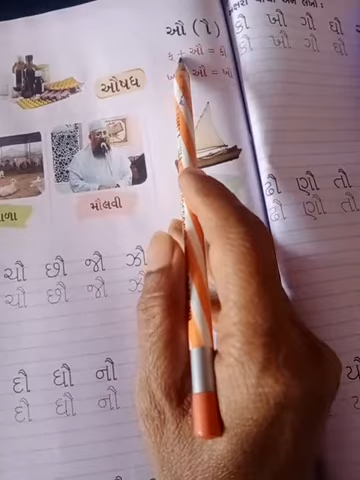 ઔ (ૌ)
ક્ + ઔ = કૌ
ઔ = ખૌ
ઔષધ
મૌલવી
કૌ ખૌ ગૌ ઘૌ
કૌ ખૌ ગૌ ઘૌ
ચૌ છૌ જૌ ઝૌ
ચૌ છૌ જૌ ઝૌ
ઢૌ ણૌ તૌ
ઢૌ ણૌ તૌ
દૌ ધૌ નૌ
દૌ ધૌ નૌ